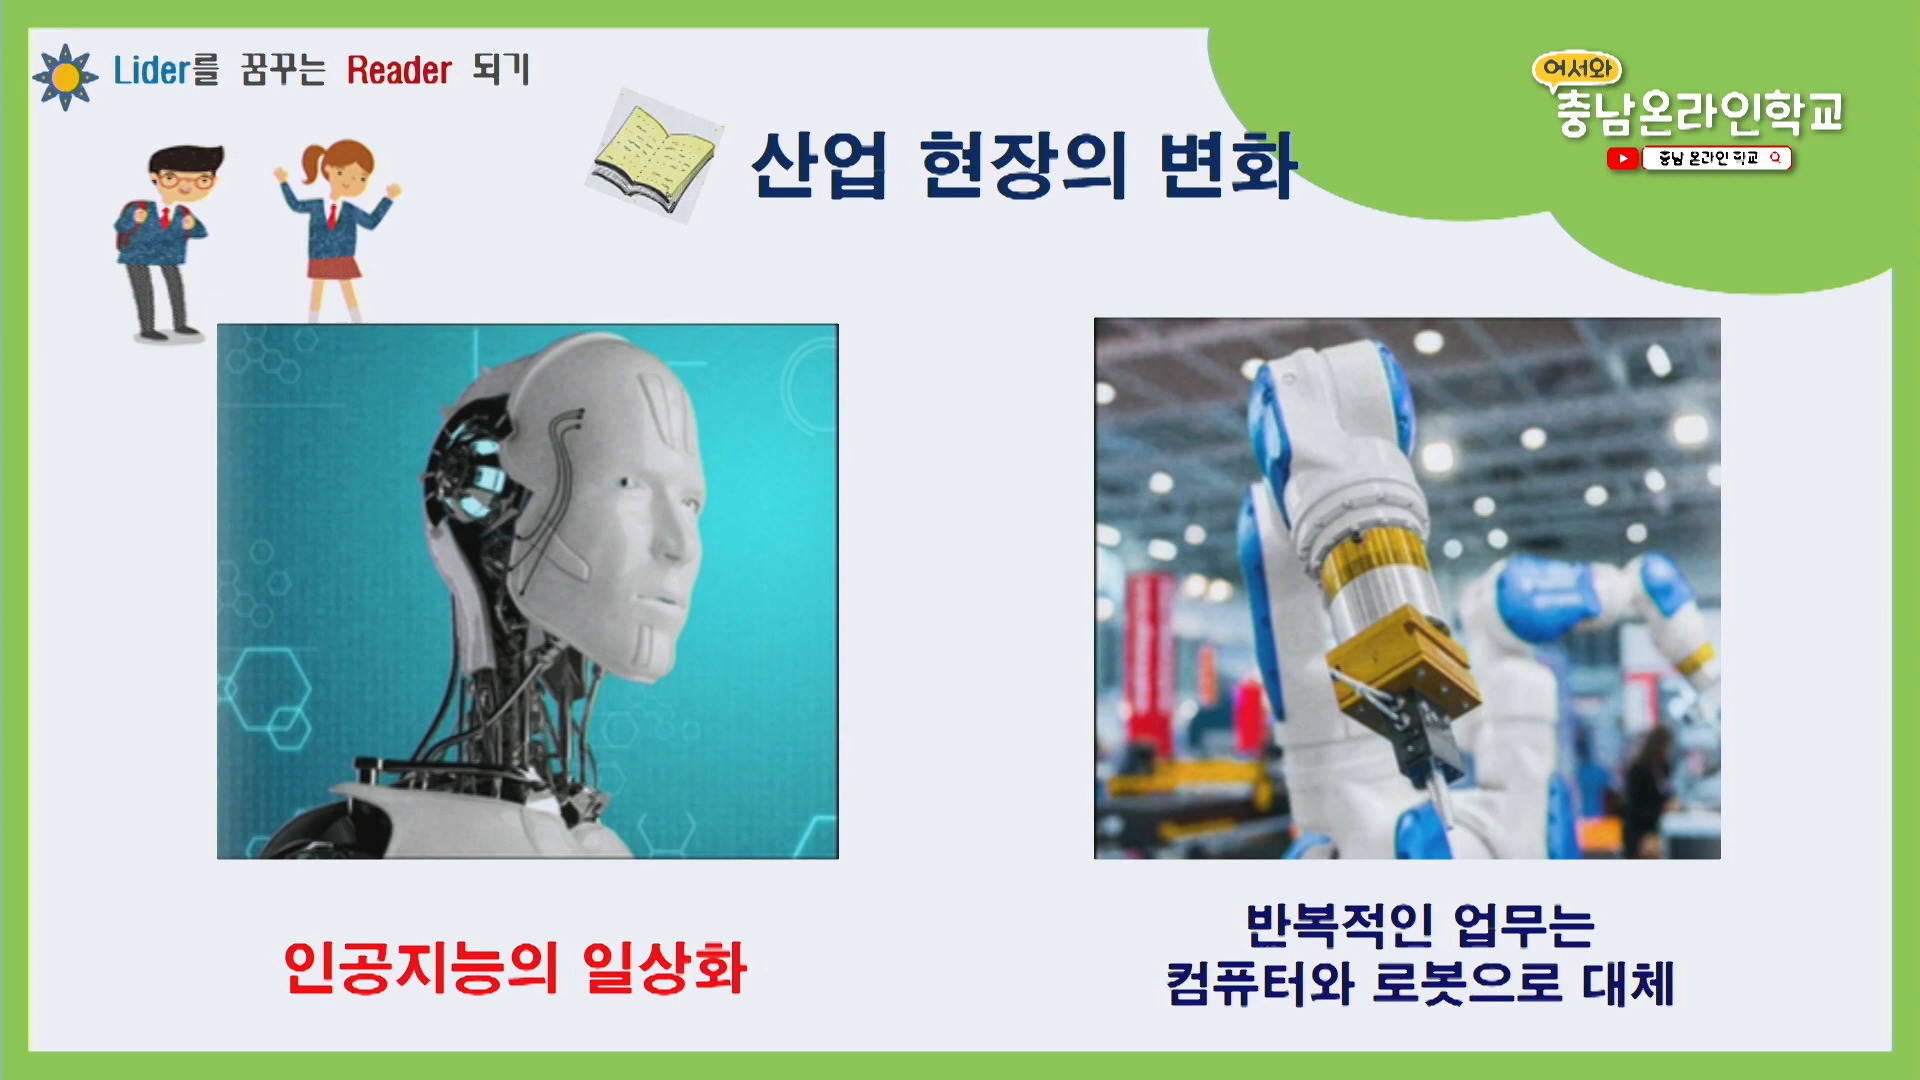 Lider를 꿈꾸는 Reader 되기
어서와
충남온라인학교
충남 온라인 학교
산업 현장의 변화
인공지능의 일상화
반복적인 업무는
컴퓨터와 로봇으로 대체